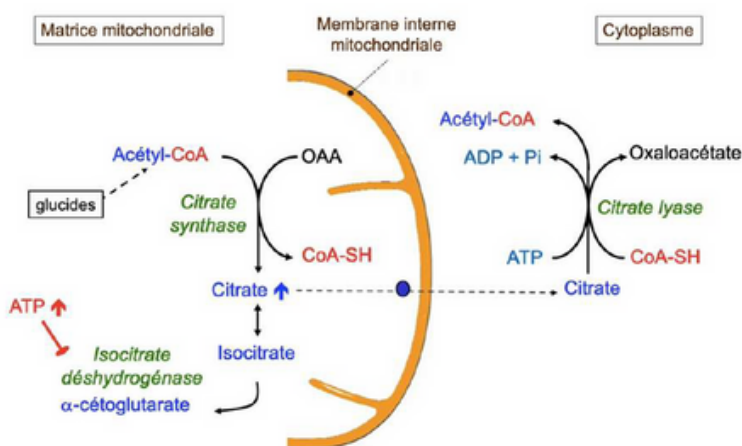 Matrice mitochondriale
Membrane interne
mitochondriale
Cytoplasme
Acétyl-CoA
OAA
glucides
Citrate
synthase
CoA-SH
Citrate
ATP
Isocitrate
déshydrogénase
Isocitrate
α-cétoglutarate
Acétyl-CoA
ADP + Pi
Oxaloacétate
Citrate lyase
ATP
CoA-SH
Citrate